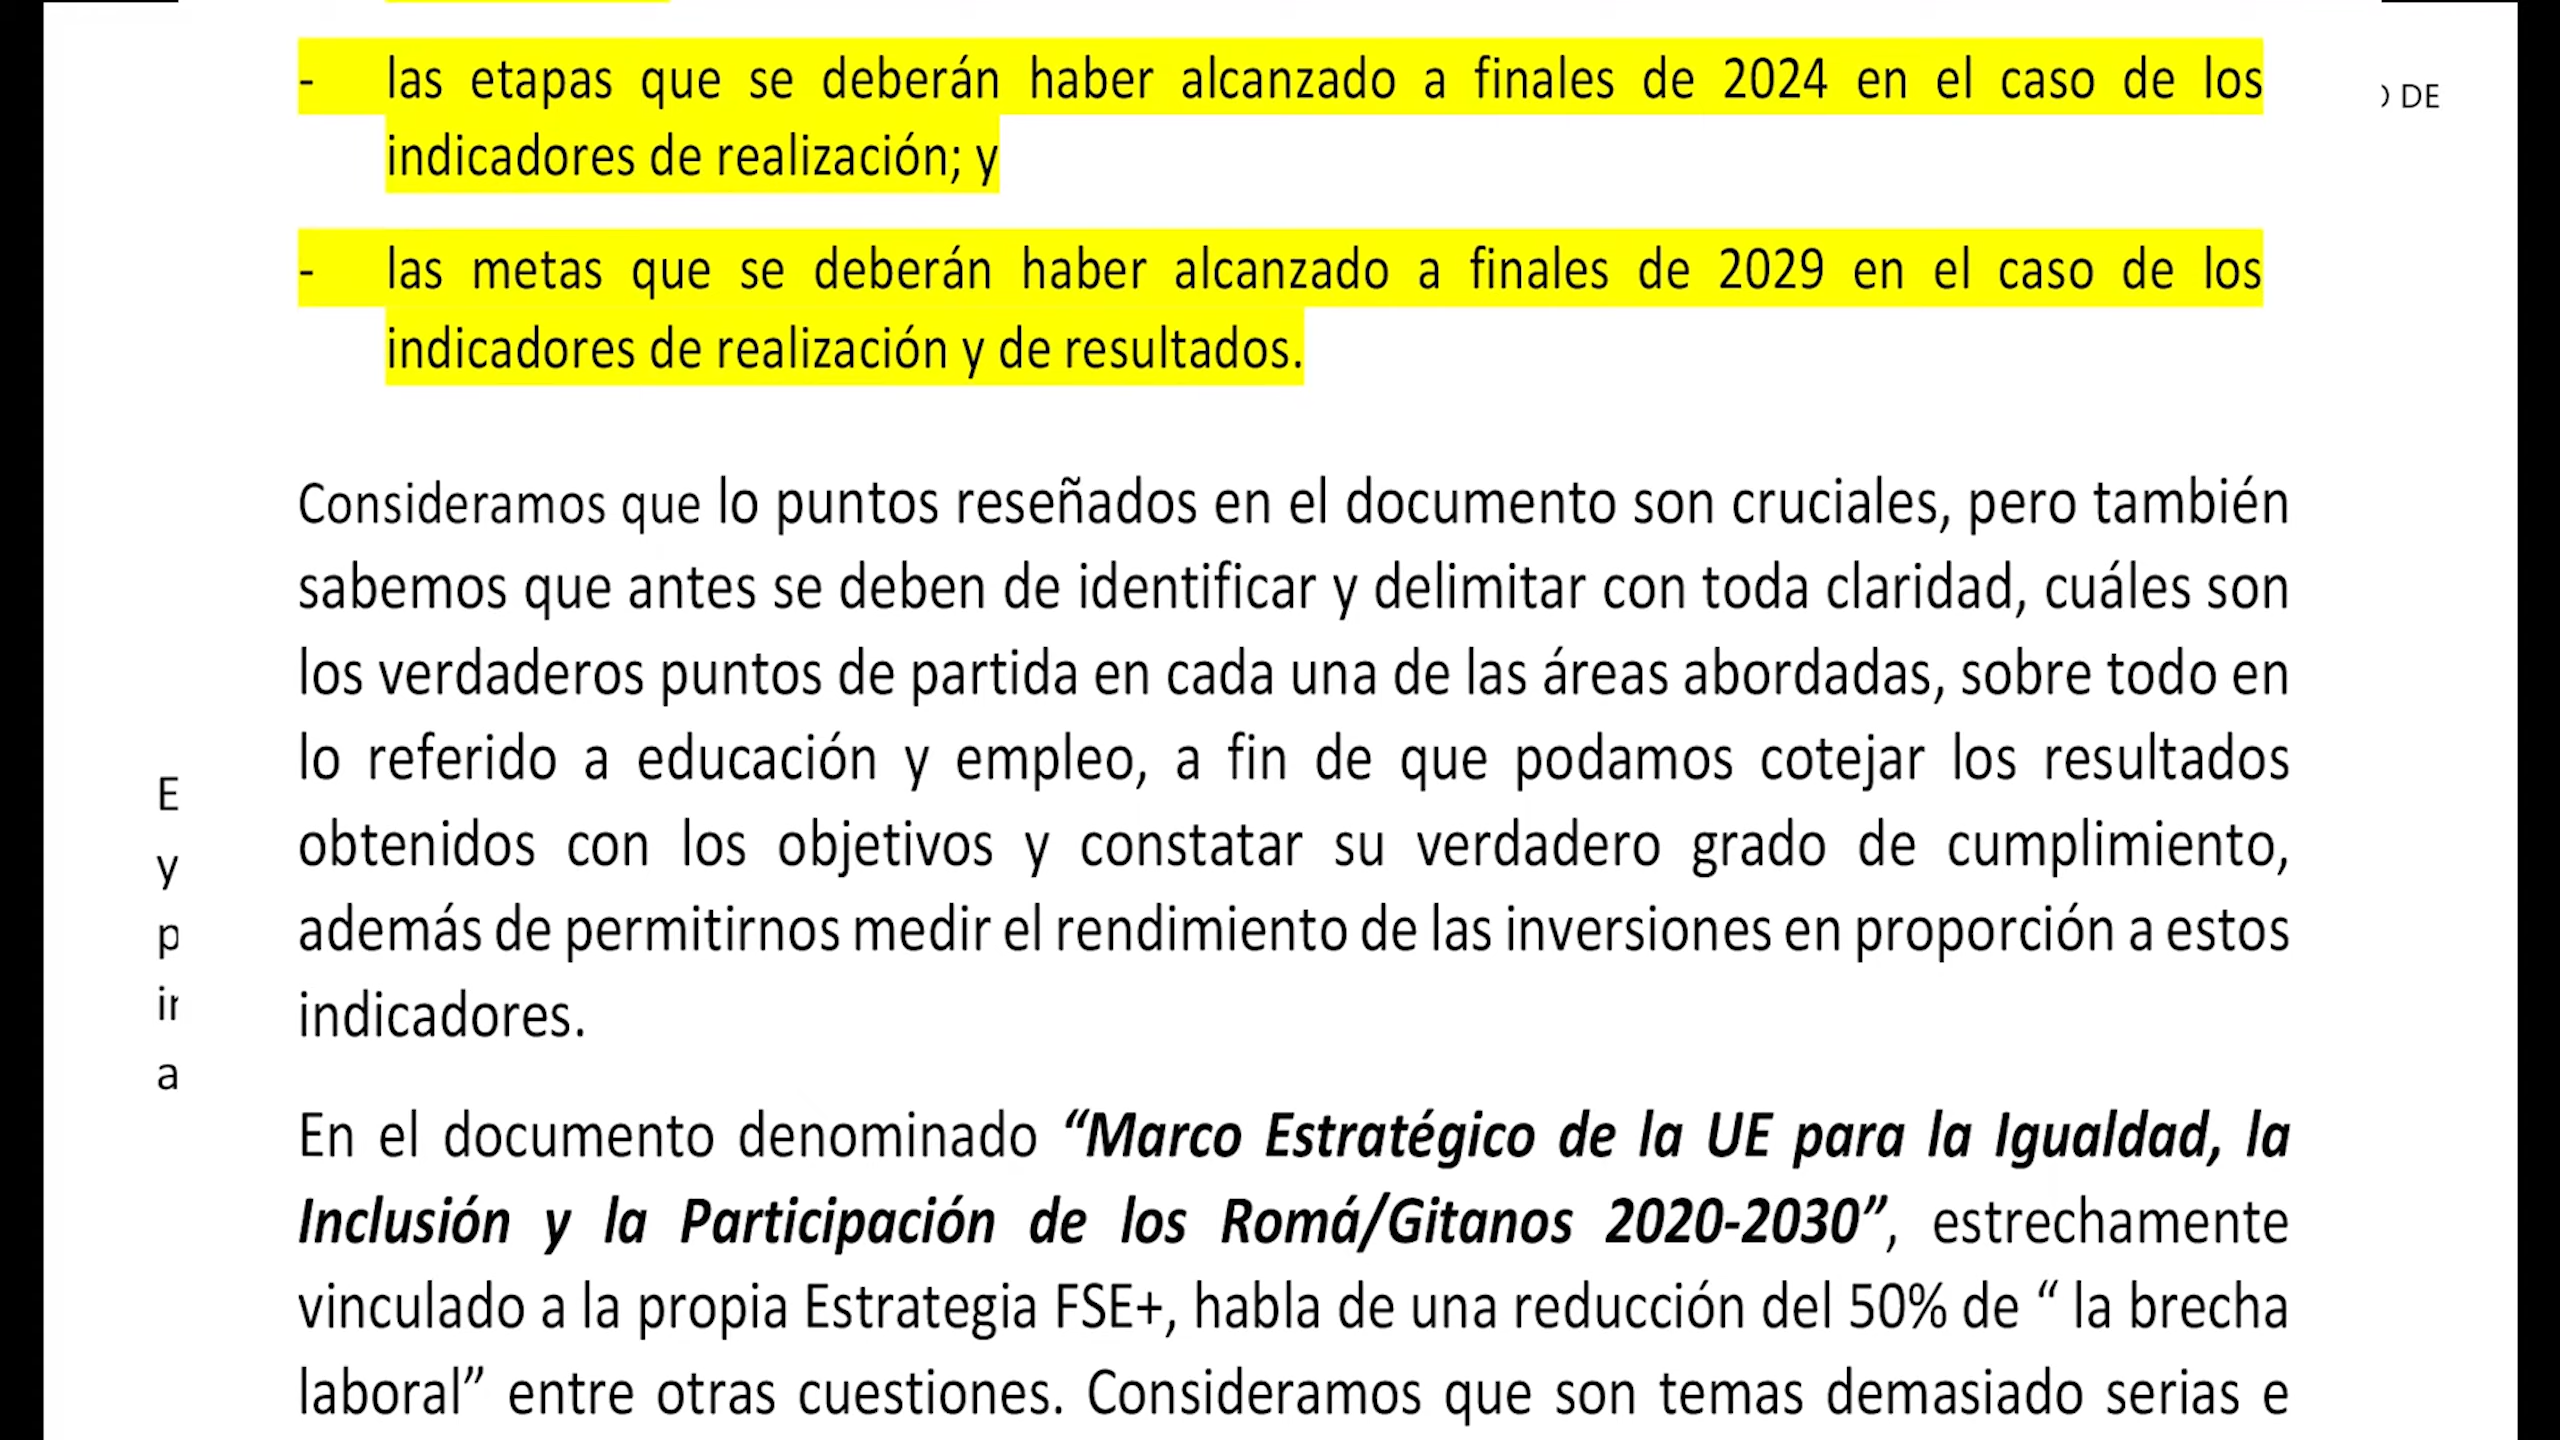 - las etapas que se deberán haber alcanzado a finales de 2024 en el caso de los
indicadores de realización; y
- las metas que se deberán haber alcanzado a finales de 2029 en el caso de los
indicadores de realización y de resultados.
Consideramos que lo puntos reseñados en el documento son cruciales, pero también
sabemos que antes se deben de identificar y delimitar con toda claridad, cuáles son
los verdaderos puntos de partida en cada una de las áreas abordadas, sobre todo en
lo referido a educación y empleo, a fin de que podamos cotejar los resultados
obtenidos con los objetivos y constatar su verdadero grado de cumplimiento,
además de permitirnos medir el rendimiento de las inversiones en proporción a estos
indicadores.
En el documento denominado “Marco Estratégico de la UE para la Igualdad, la
Inclusión y la Participación de los Romá/Gitanos 2020-2030”, estrechamente
vinculado a la propia Estrategia FSE+, habla de una reducción del 50% de “ la brecha
laboral” entre otras cuestiones. Consideramos que son temas demasiado serias e
DE
E
y
p
a